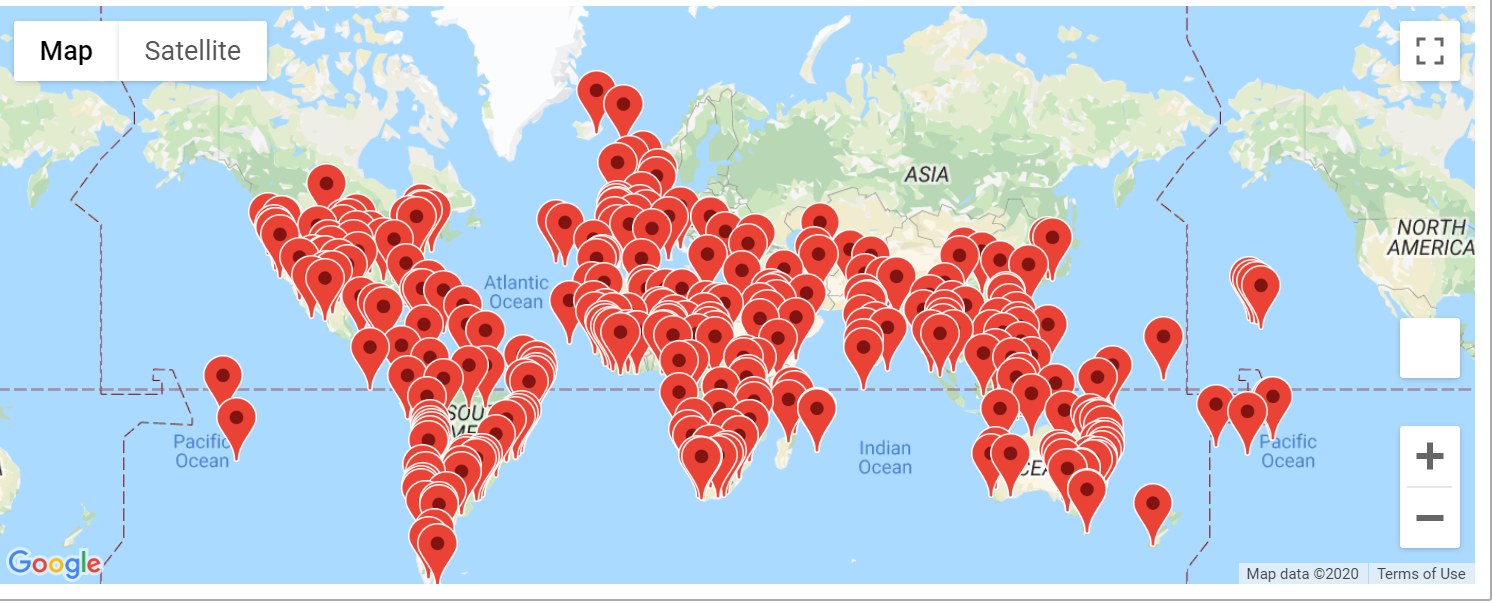 Map
Satellite
ASIA
NORTH
AMERICA
Atlantic
Ocean
SOU
Pacific
Ocean
Indian
Ocean
Pacific
Ocean
Google
Map data ©2020
Terms of Use